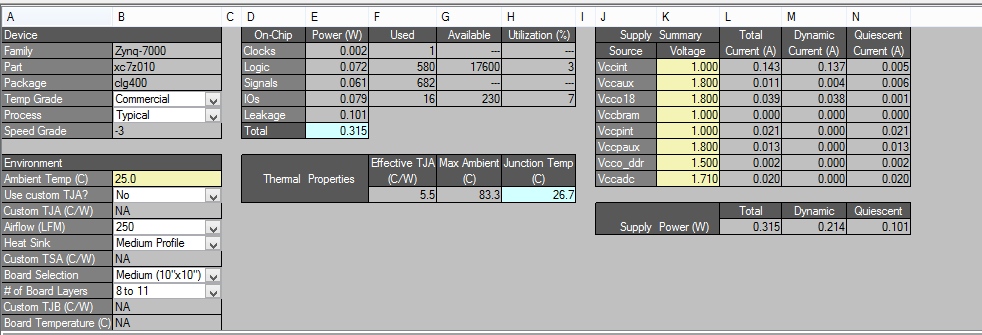 A B C D E F G H I J K L M N
Device On-Chip Power (W) Used Available Utilization (%) Supply Summary Total Dynamic Quiescent
Family Zynq-7000 Clocks 0.002 1 --- --- Source Voltage Current (A) Current (A) Current (A)
Part xc7z010 Logic 0.072 580 17600 3 Vccint 1.000 0.143 0.137 0.005
Package clg400 Signals 0.061 682 --- --- Vccaux 1.800 0.011 0.004 0.006
Temp Grade Commercial IOs 0.079 16 230 7 Vcco18 1.800 0.039 0.038 0.001
Process Typical Leakage 0.101 Vccbram 1.000 0.000 0.000 0.000
Speed Grade -3 Total 0.315 Vccpint 1.000 0.021 0.000 0.021
Vccpaux 1.800 0.013 0.000 0.013
Environment Effective TJA Max Ambient Junction Temp Vcco_ddr 1.500 0.002 0.000 0.002
Ambient Temp (C) 25.0 Thermal Properties (C/W) (C) (C) Vccadc 1.710 0.020 0.000 0.020
Use custom TJA? No 5.5 83.3 26.7
Custom TJA (C/W) NA Total Dynamic Quiescent
Airflow (LFM) 250 Supply Power (W) 0.315 0.214 0.101
Heat Sink Medium Profile
Custom TSA (C/W) NA
Board Selection Medium (10"x10")
# of Board Layers 8 to 11
Custom TJB (C/W) NA
Board Temperature (C) NA